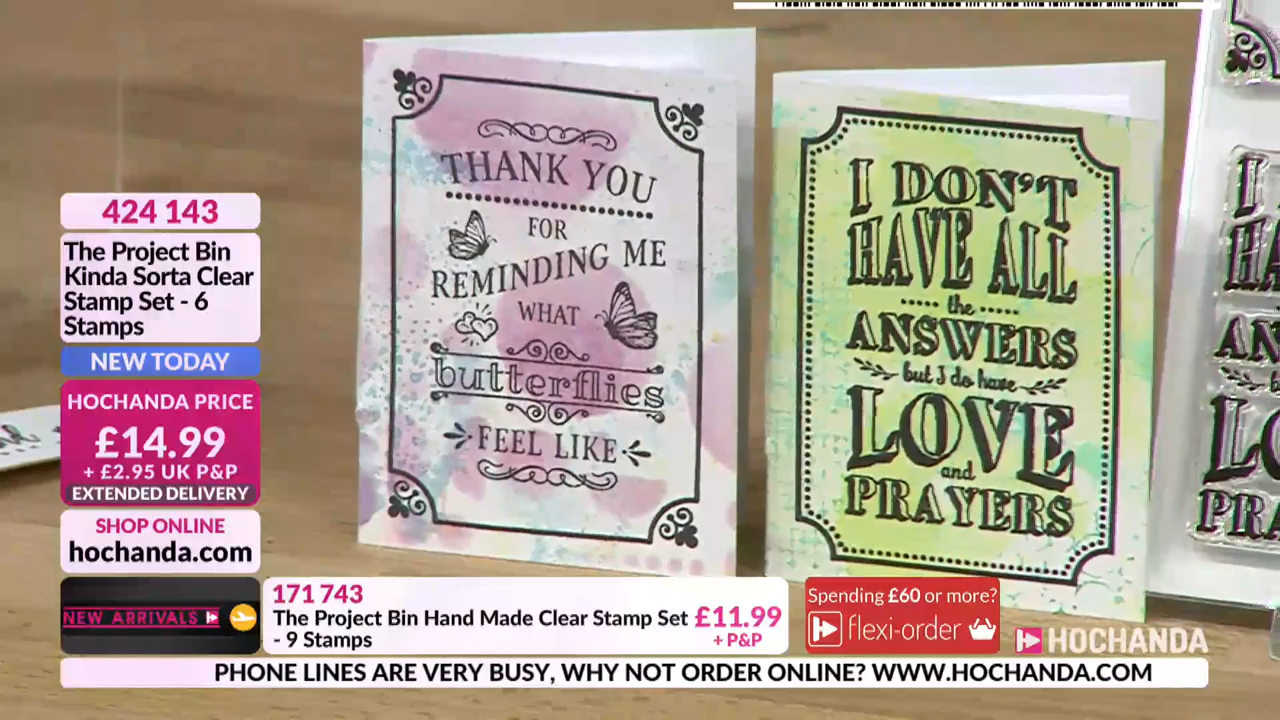 424 143
The Project Bin
Kinda Sorta Clear
Stamp Set - 6
Stamps
NEW TODAY
HOCHANDA PRICE
£14.99
+ £2.95 UK P&P
EXTENDED DELIVERY
SHOP ONLINE
hochanda.com
THANK YOU
FOR
REMINDING ME
WHAT
butterflies
FEEL LIKE
I DON'T
HAVE ALL
the
ANSWERS
but I do have
LOVE
and
PRAYERS
NEW ARRIVALS
171 743
The Project Bin Hand Made Clear Stamp Set
- 9 Stamps
£11.99
+ P&P
Spending £60 or more?
flexi-order
HOCHANDA
PHONE LINES ARE VERY BUSY, WHY NOT ORDER ONLINE? WWW.HOCHANDA.COM